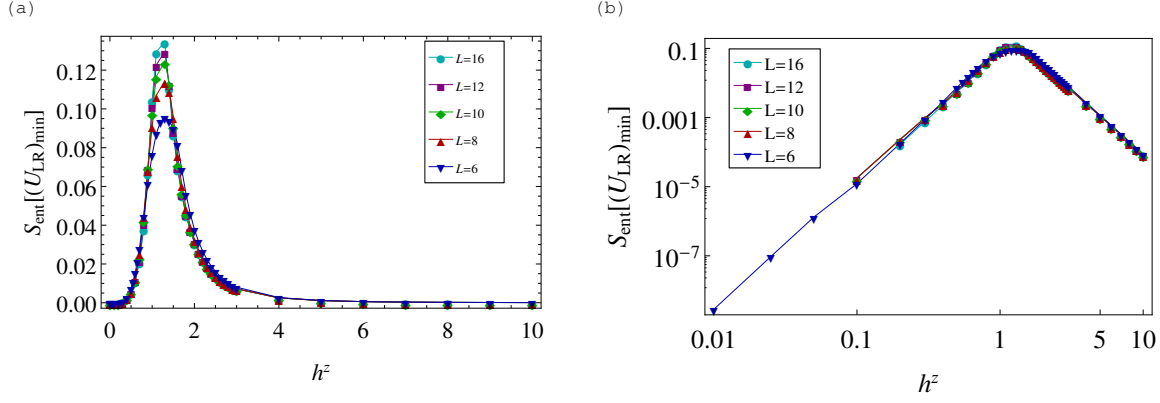 (a)
(b)
S_ent[(U_LR)_min]
0.12
0.10
0.08
0.06
0.04
0.02
0.00
L=16
L=12
L=10
L=8
L=6
0 2 4 6 8 10
h^z
S_ent[(U_LR)_min]
0.1
0.001
10^-5
10^-7
L=16
L=12
L=10
L=8
L=6
0.01 0.1 1 5 10
h^z